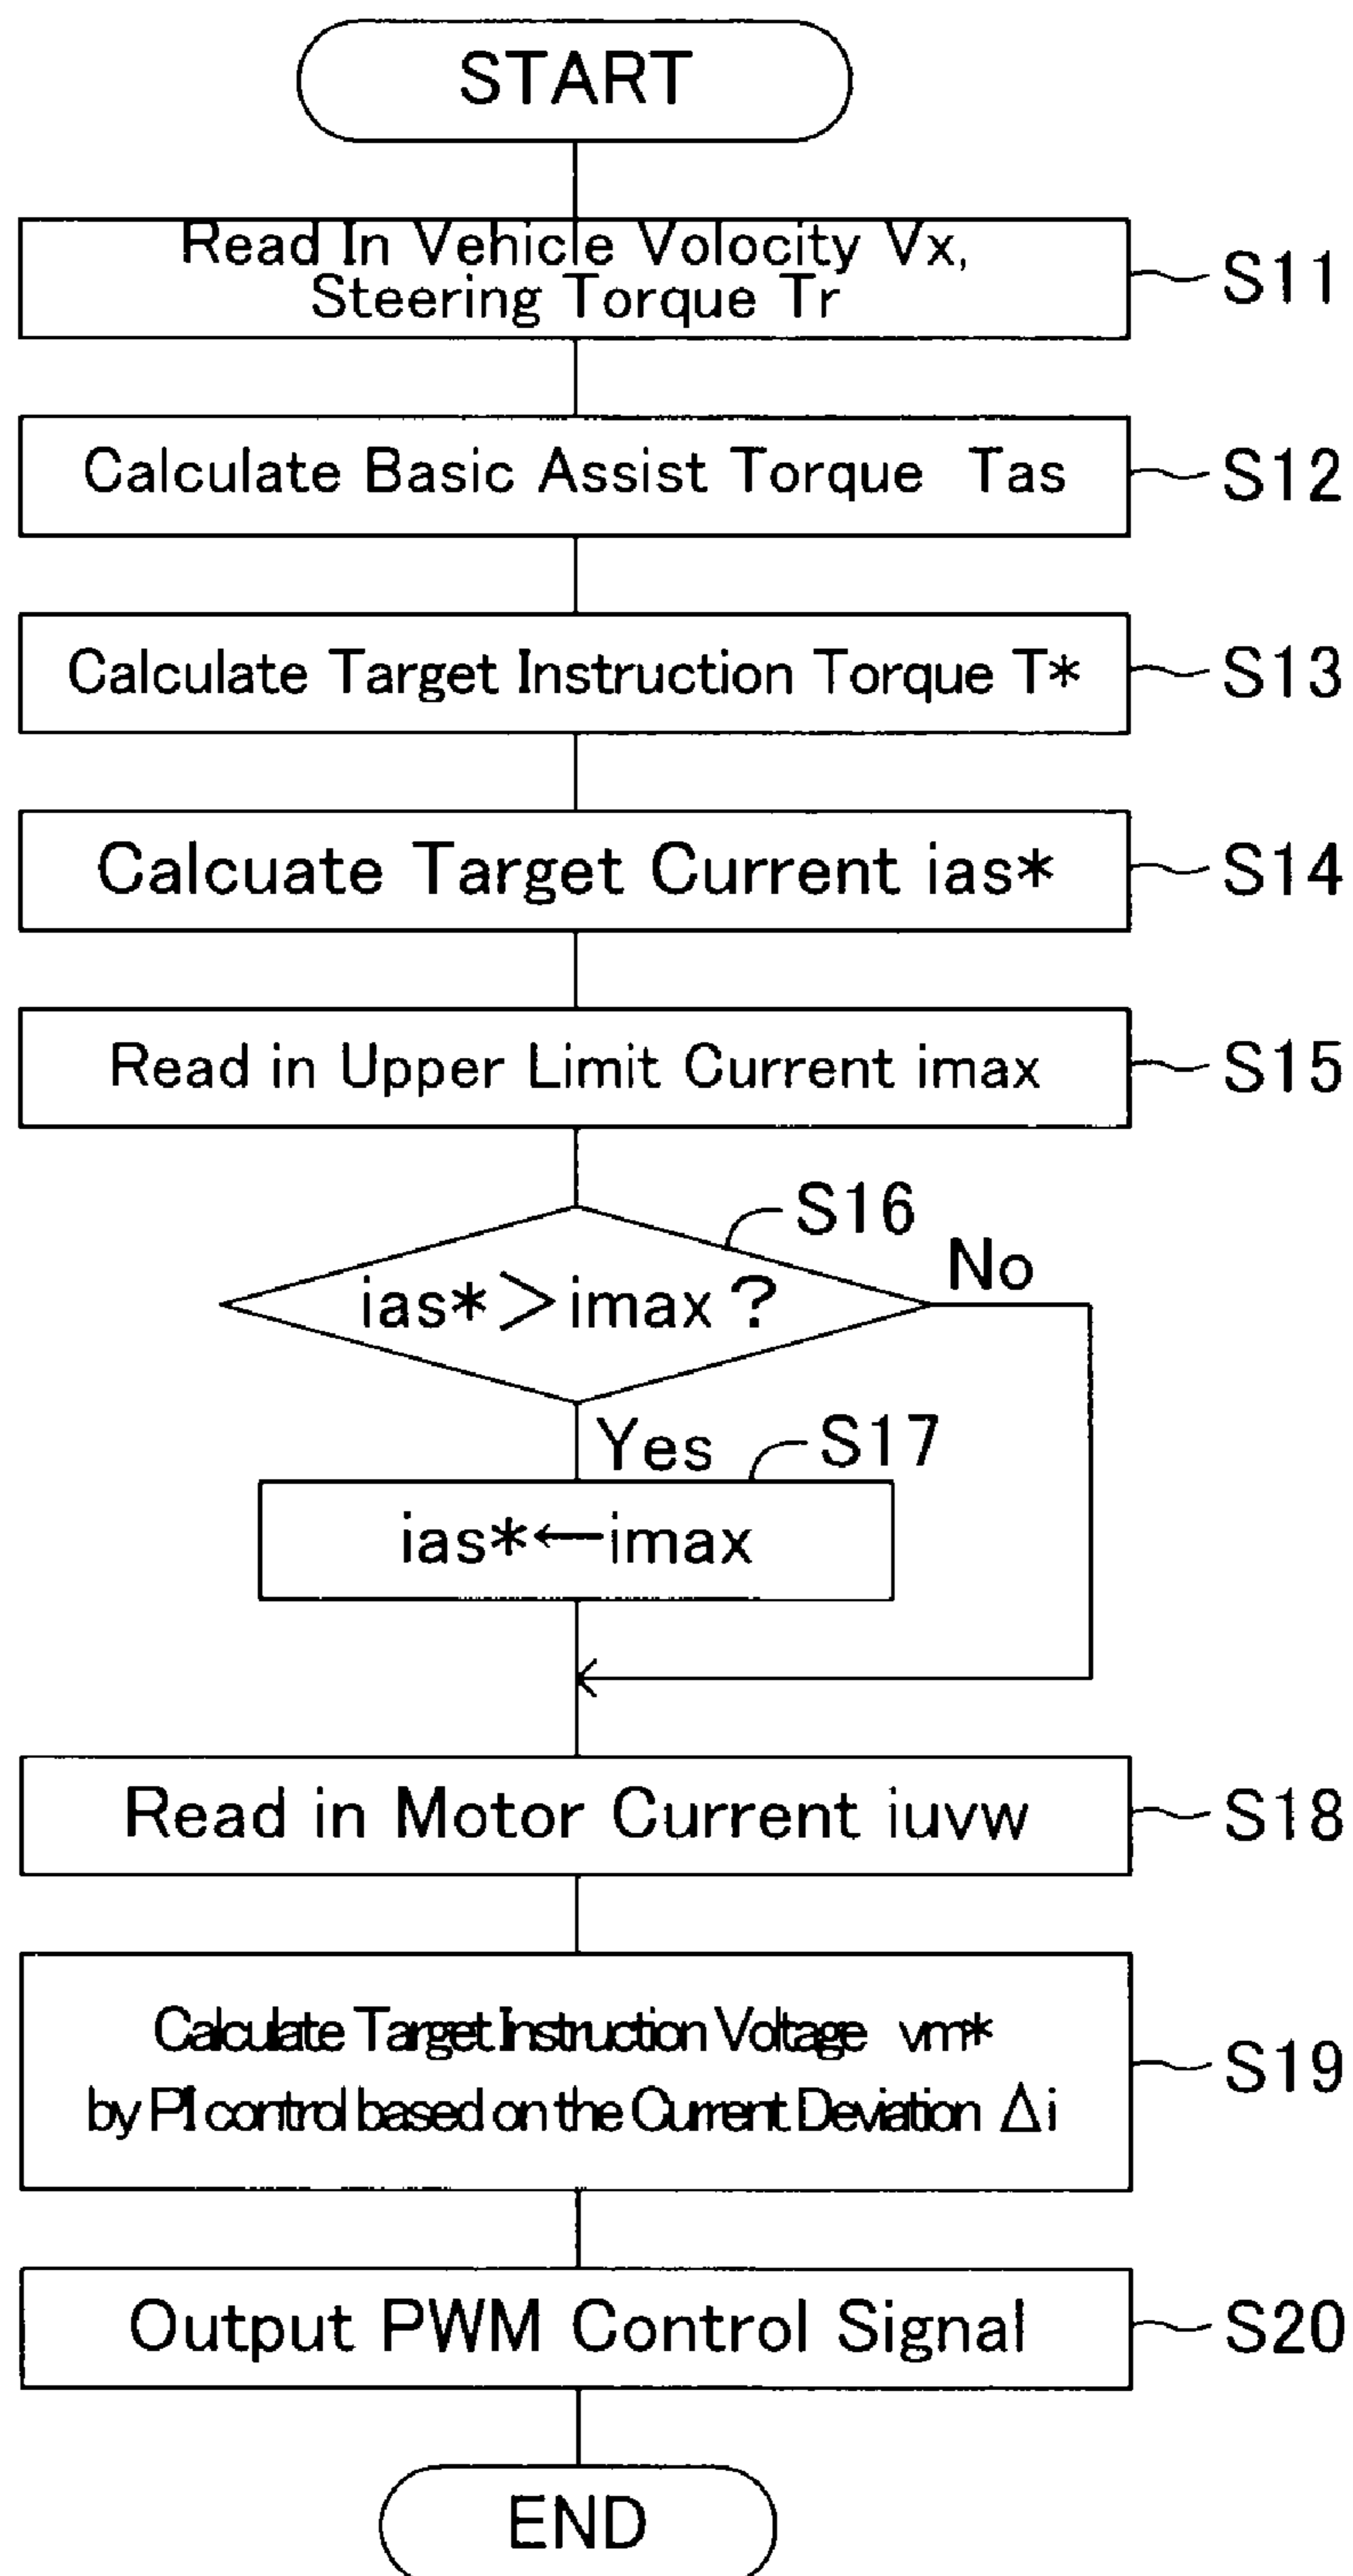 START
Read In Vehicle Volocity Vx,
Steering Torque Tr
S11
Calculate Basic Assist Torque Tas
S12
Calculate Target Instruction Torque T*
S13
Calcuate Target Current ias*
S14
Read in Upper Limit Current imax
S15
S16
No
ias*>imax?
Yes
S17
ias*←imax
Read in Motor Current iuvw
S18
Calculate Target Instruction Voltage vm*
by PI control based on the Current Deviation Δi
S19
Output PWM Control Signal
S20
END